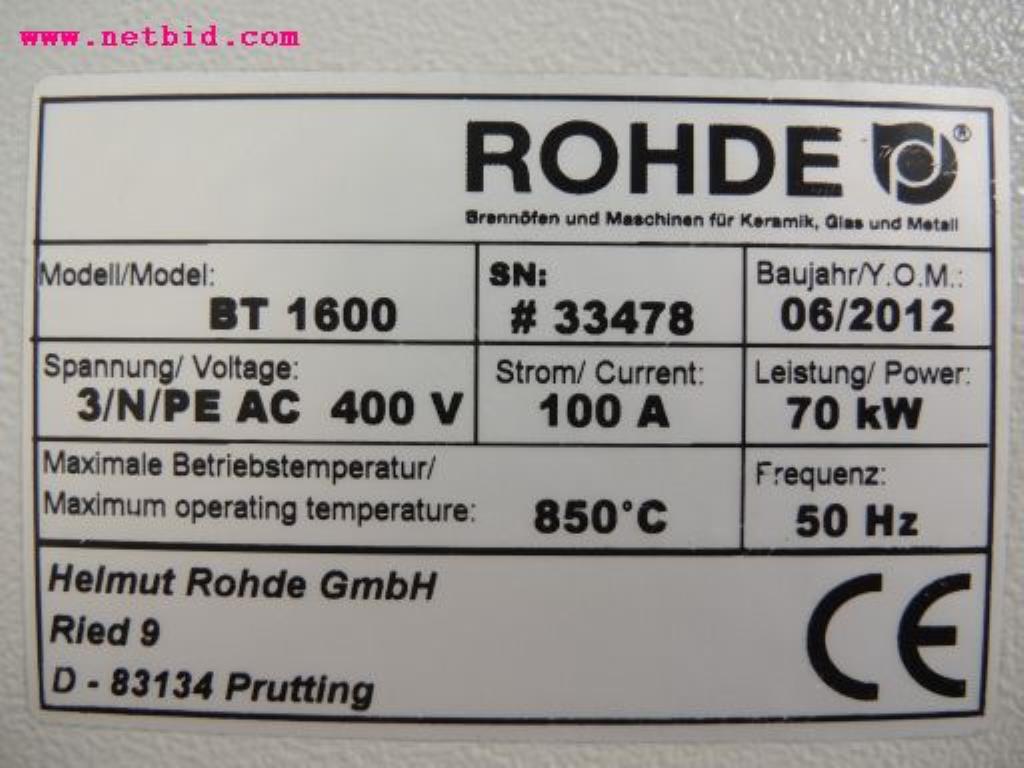 www.netbid.com
ROHDE ®
Brennöfen und Maschinen für Keramik, Glas und Metall
Modell/Model: SN: Baujahr/Y.O.M.:
BT 1600 # 33478 06/2012
Spannung/ Voltage: Strom/ Current: Leistung/ Power:
3/N/PE AC 400 V 100 A 70 kW
Maximale Betriebstemperatur/ Frequenz:
Maximum operating temperature: 850°C 50 Hz
Helmut Rohde GmbH
Ried 9
D - 83134 Prutting
CE